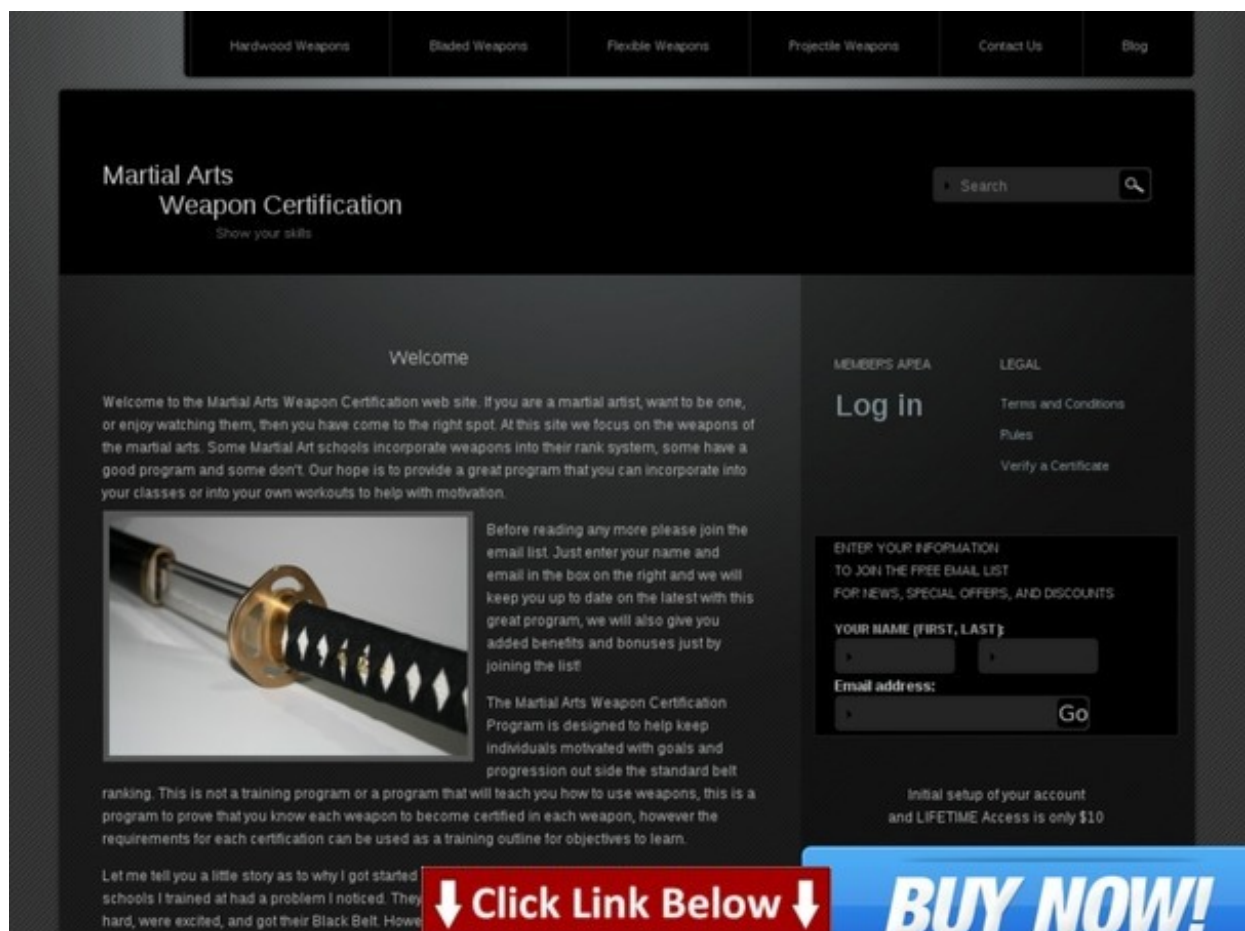 Hardwood Weapons Bladed Weapons Flexible Weapons Projectile Weapons Contact Us Blog
Martial Arts
Weapon Certification
Show your skills
Search
Welcome
Welcome to the Martial Arts Weapon Certification web site. If you are a martial artist, want to be one,
or enjoy watching them, then you have come to the right spot. At this site we focus on the weapons of
the martial arts. Some Martial Art schools incorporate weapons into their rank system, some have a
good program and some don't. Our hope is to provide a great program that you can incorporate into
your classes or into your own workouts to help with motivation.
Before reading any more please join the
email list. Just enter your name and
email in the box on the right and we will
keep you up to date on the latest with this
great program, we will also give you
added benefits and bonuses just by
joining the list!
The Martial Arts Weapon Certification
Program is designed to help keep
individuals motivated with goals and
progression out side the standard belt
ranking. This is not a training program or a program that will teach you how to use weapons, this is a
program to prove that you know each weapon to become certified in each weapon, however the
requirements for each certification can be used as a training outline for objectives to learn.
Let me tell you a little story as to why I got started
schools I trained at had a problem I noticed. They
hard, were excited, and got their Black Belt.
MEMBERS AREA
Log in
LEGAL
Terms and Conditions
Rules
Verify a Certificate
ENTER YOUR INFORMATION
TO JOIN THE FREE EMAIL LIST
FOR NEWS, SPECIAL OFFERS, AND DISCOUNTS
YOUR NAME (FIRST, LAST):
Email address:
Go
Initial setup of your account
and LIFETIME Access is only $10
Click Link Below
BUY NOW!